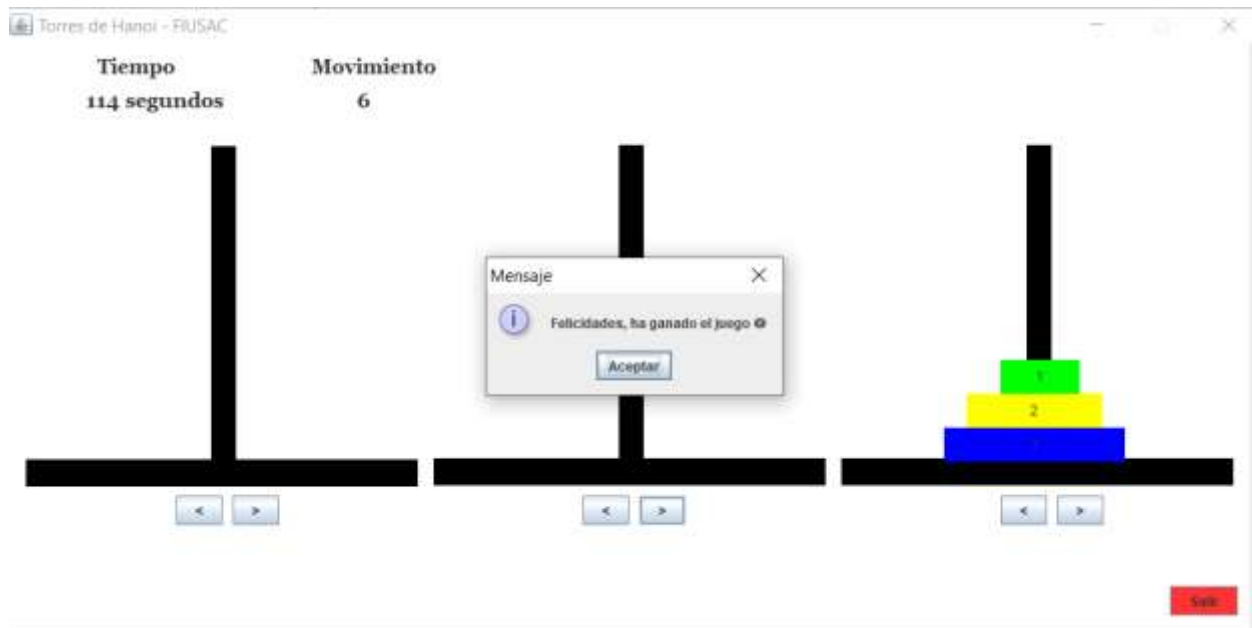 Torres de Hanoi - FIUSAC
Tiempo
Movimiento
114 segundos
6
Mensaje
Felicidades, ha ganado el juego
Aceptar
1
2
< >
< >
< >
Salir